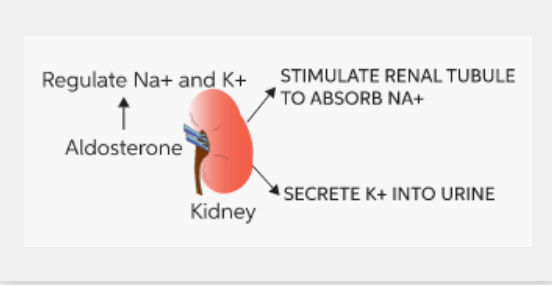 Regulate Na+ and K+
Aldosterone
Kidney
STIMULATE RENAL TUBULE
TO ABSORB NA+
SECRETE K+ INTO URINE